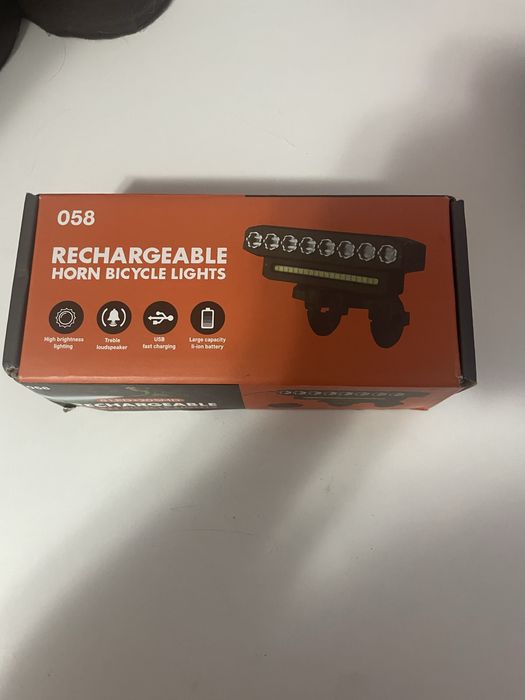 058
RECHARGEABLE
HORN BICYCLE LIGHTS
High brightness
lighting
Treble
loudspeaker
USB
fast charging
Large capacity
li-ion battery
058
RECHARGEABLE